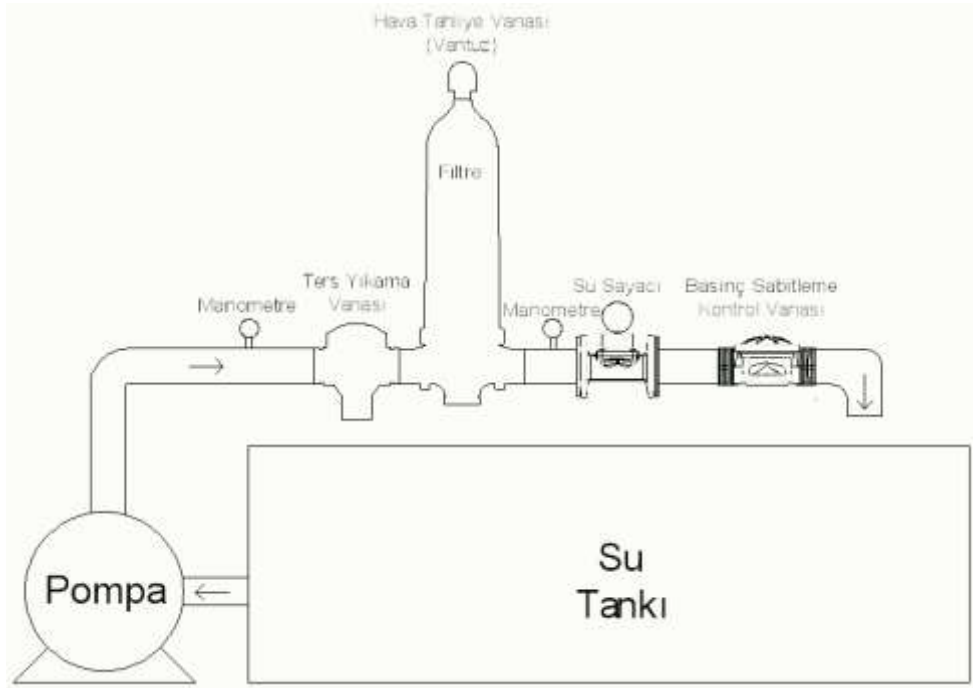 Hava Tahliye Vanası
(Vantuz)
Filtre
Ters Yıkama
Vanası
Manometre
Manometre
Su Sayacı
Basınç Sabitleme
Kontrol Vanası
Su
Tankı
Pompa